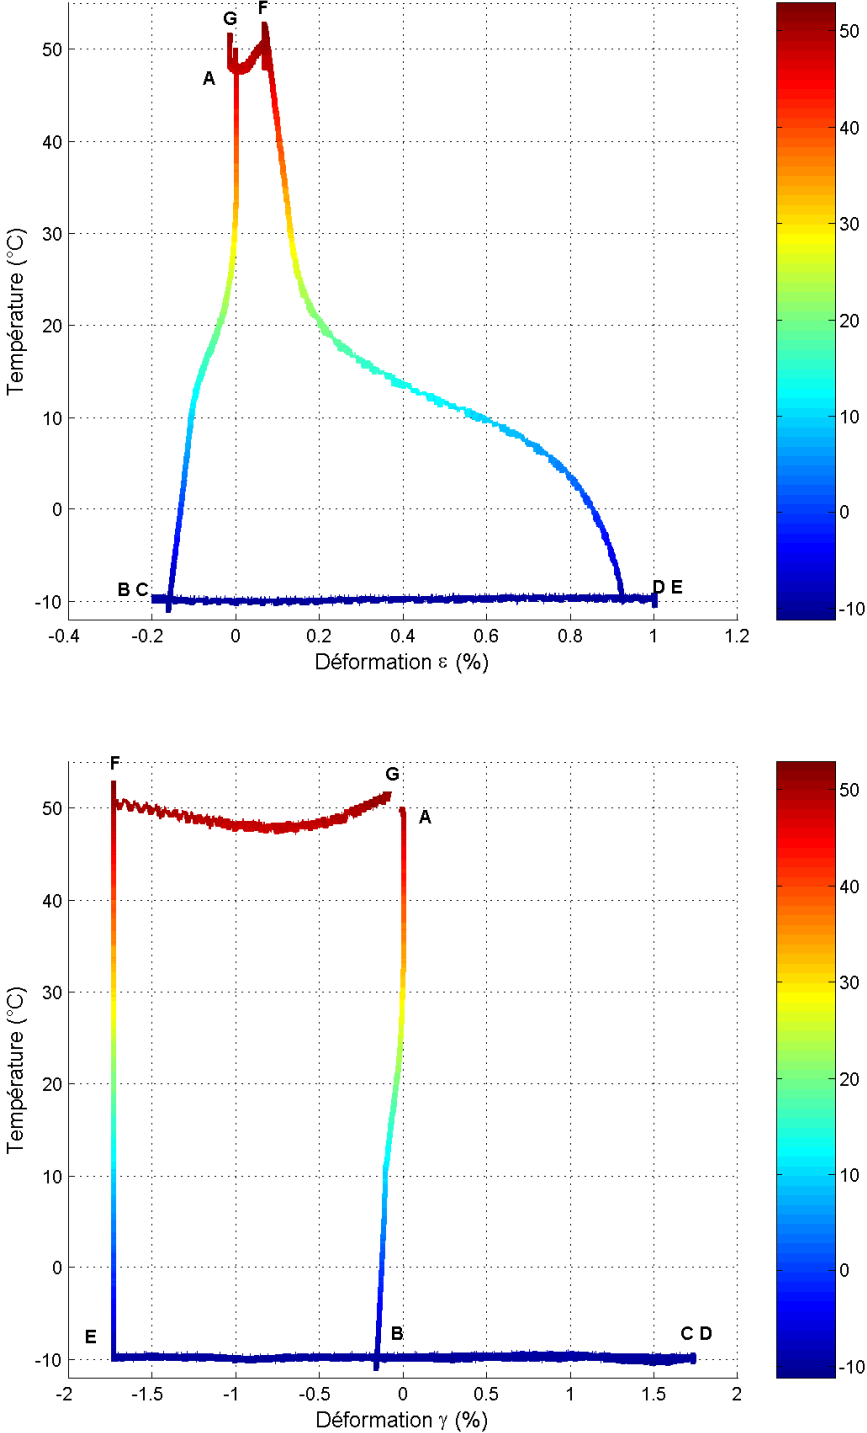 G F
50
A
40
30
20
10
0
B C
D E
-10
-0.4 -0.2 0 0.2 0.4 0.6 0.8 1 1.2
Déformation ε (%)
Température (°C)
50
40
30
20
10
0
-10
F
G
50
A
40
30
20
10
0
E
B
C D
-10
-2 -1.5 -1 -0.5 0 0.5 1 1.5 2
Déformation γ (%)
Température (°C)
50
40
30
20
10
0
-10